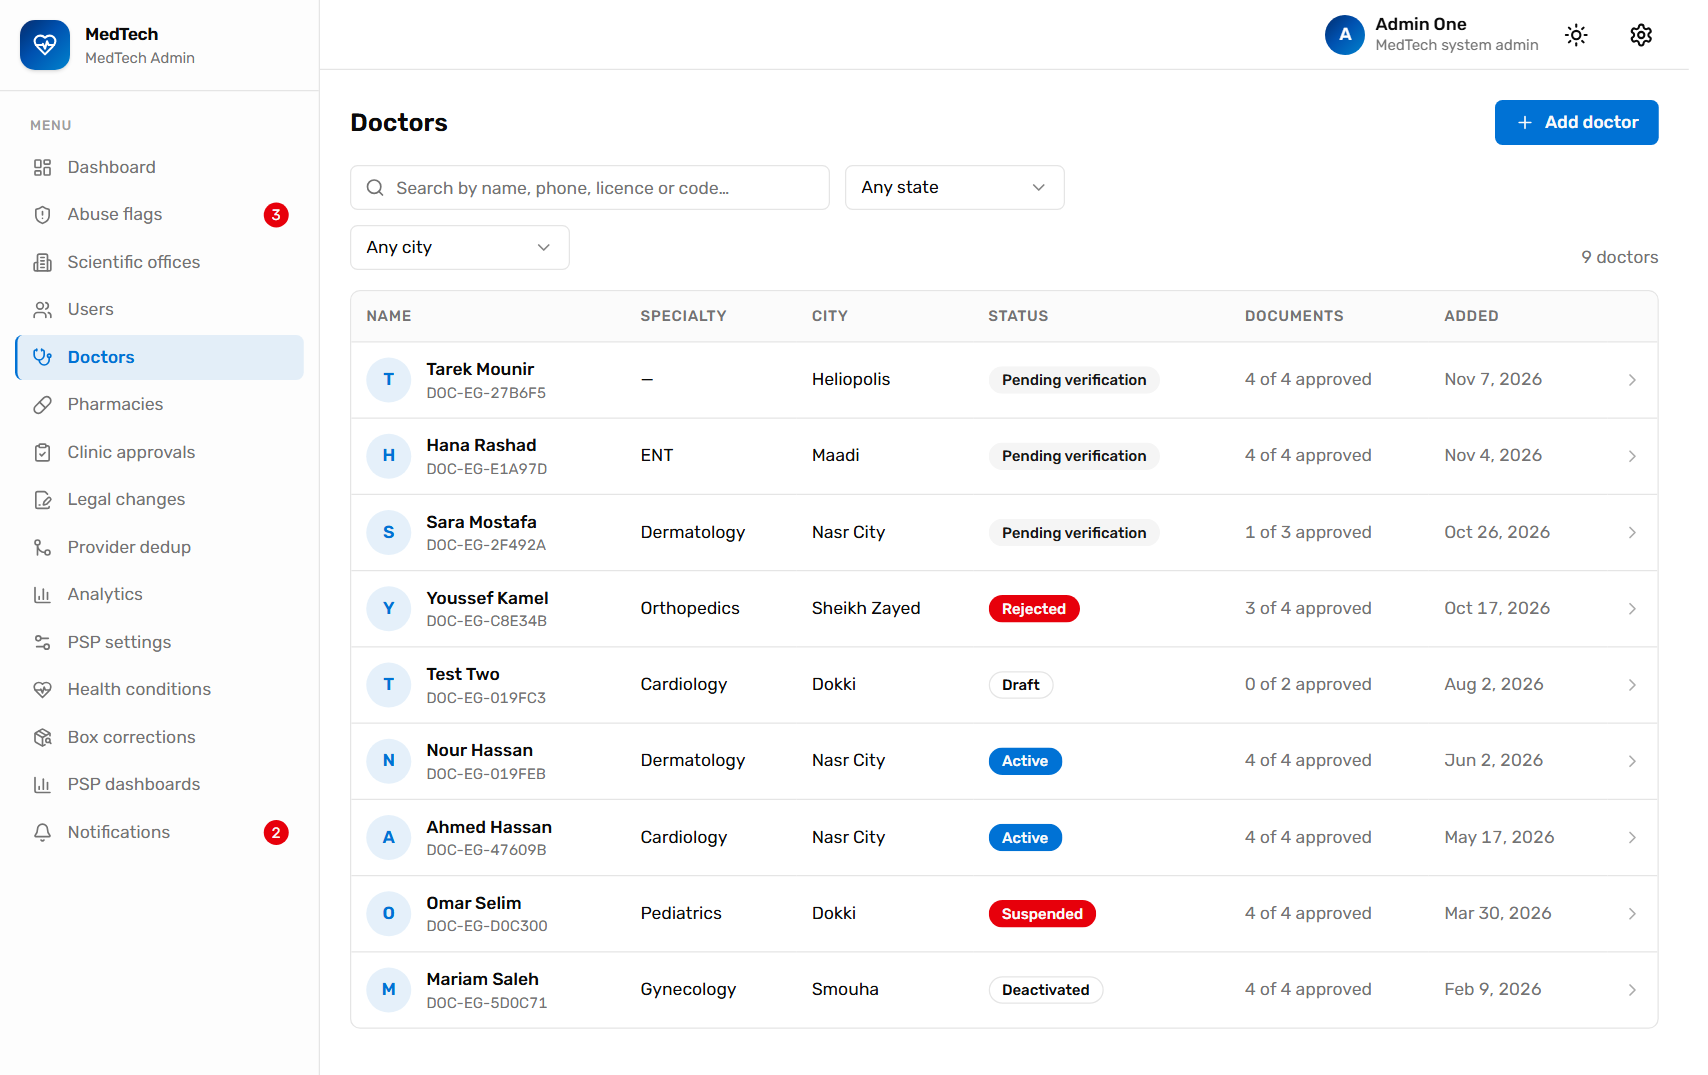 MedTech
MedTech Admin
MENU
Dashboard
Abuse flags 3
Scientific offices
Users
Doctors
Pharmacies
Clinic approvals
Legal changes
Provider dedup
Analytics
PSP settings
Health conditions
Box corrections
PSP dashboards
Notifications 2
A Admin One
MedTech system admin
Doctors
+ Add doctor
Search by name, phone, licence or code...
Any state
Any city
9 doctors
NAME SPECIALTY CITY STATUS DOCUMENTS ADDED
T Tarek Mounir — Heliopolis Pending verification 4 of 4 approved Nov 7, 2026
DOC-EG-27B6F5
H Hana Rashad ENT Maadi Pending verification 4 of 4 approved Nov 4, 2026
DOC-EG-E1A97D
S Sara Mostafa Dermatology Nasr City Pending verification 1 of 3 approved Oct 26, 2026
DOC-EG-2F492A
Y Youssef Kamel Orthopedics Sheikh Zayed Rejected 3 of 4 approved Oct 17, 2026
DOC-EG-C8E34B
T Test Two Cardiology Dokki Draft 0 of 2 approved Aug 2, 2026
DOC-EG-019FC3
N Nour Hassan Dermatology Nasr City Active 4 of 4 approved Jun 2, 2026
DOC-EG-019FEB
A Ahmed Hassan Cardiology Nasr City Active 4 of 4 approved May 17, 2026
DOC-EG-47609B
O Omar Selim Pediatrics Dokki Suspended 4 of 4 approved Mar 30, 2026
DOC-EG-D0C300
M Mariam Saleh Gynecology Smouha Deactivated 4 of 4 approved Feb 9, 2026
DOC-EG-5D0C71